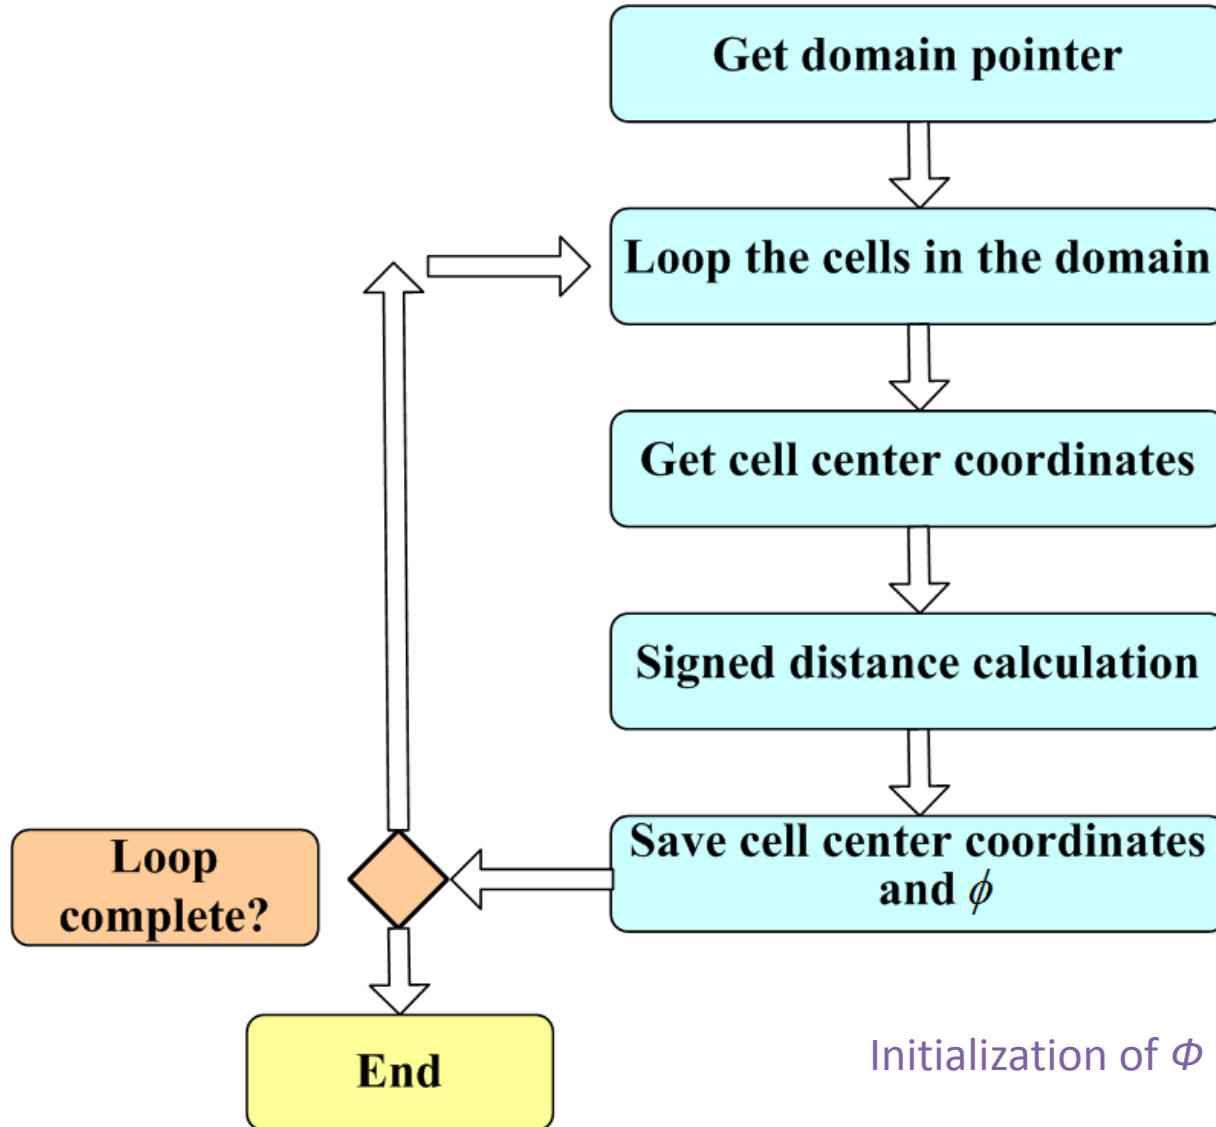 Get domain pointer
Loop the cells in the domain
Get cell center coordinates
Signed distance calculation
Save cell center coordinates
and ϕ
Loop
complete?
End
Initialization of Φ